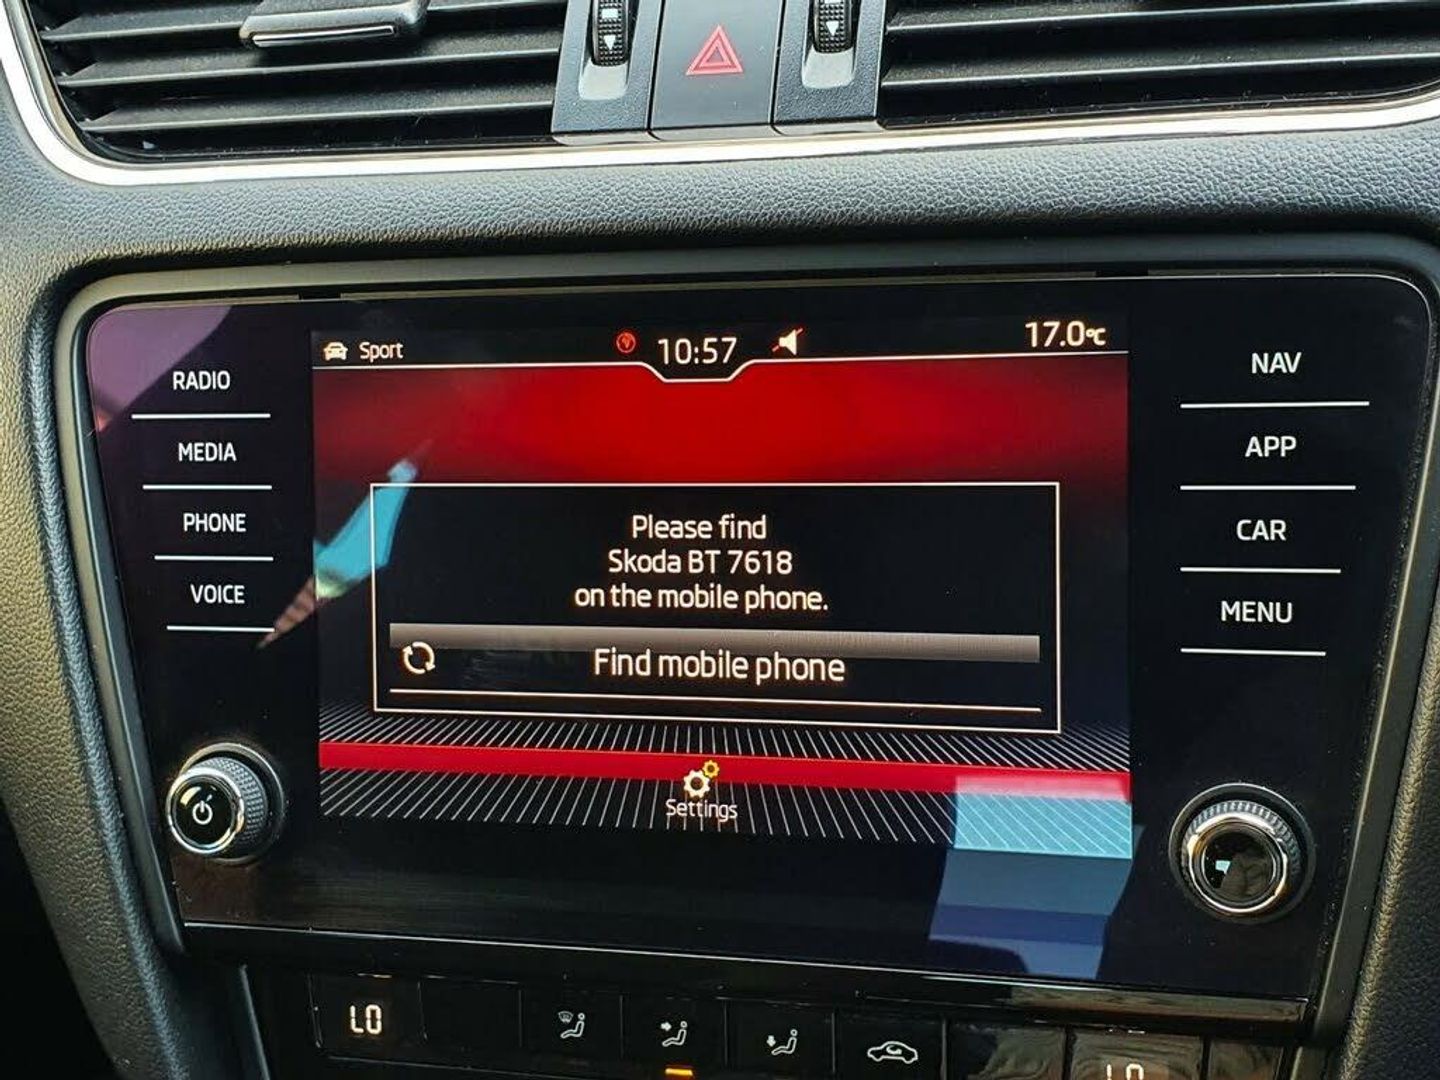 Sport
10:57
17.0°C
RADIO
MEDIA
PHONE
VOICE
NAV
APP
CAR
MENU
Please find
Skoda BT 7618
on the mobile phone.
Find mobile phone
Settings
LO
LO